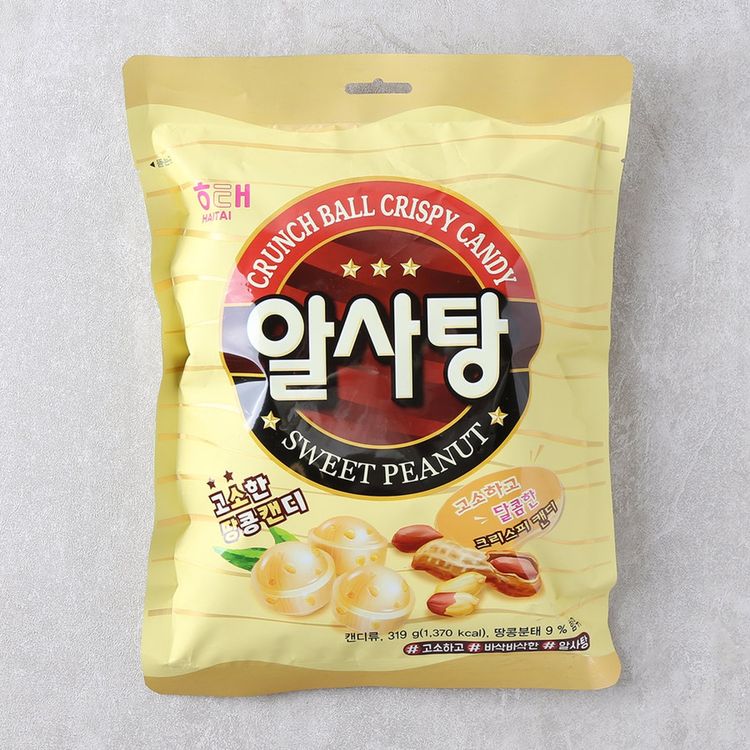 해태
HAITAI
CRUNCH BALL CRISPY CANDY
알사탕
SWEET PEANUT
고소한
땅콩캔디
고소하고
달콤한
크리스피 캔디
캔디류, 319 g(1,370 kcal), 땅콩분태 9 %
# 고소하고 # 바삭바삭한 # 알사탕